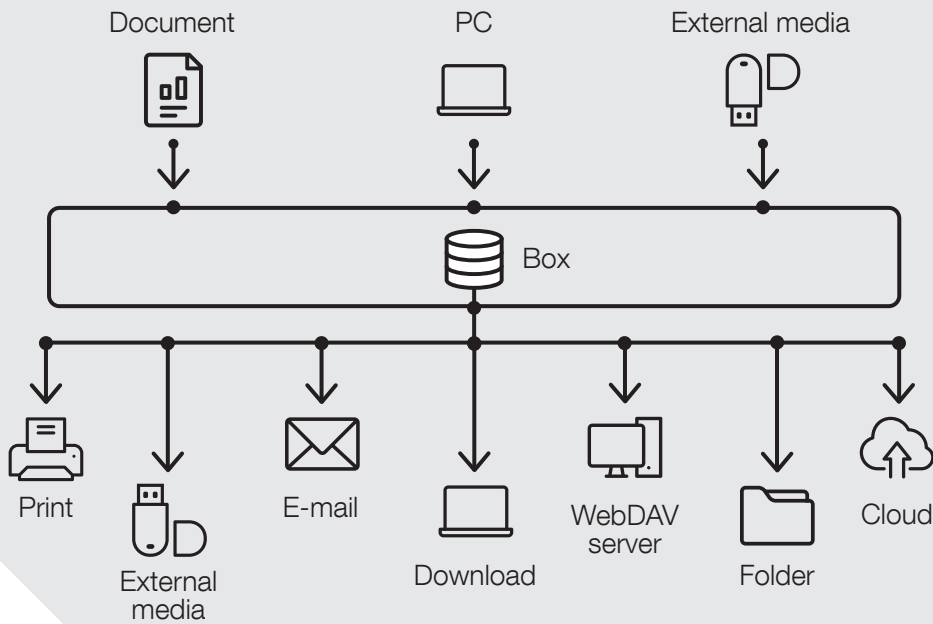 Document
PC
External media
Box
Print
External
media
E-mail
Download
WebDAV
server
Folder
Cloud